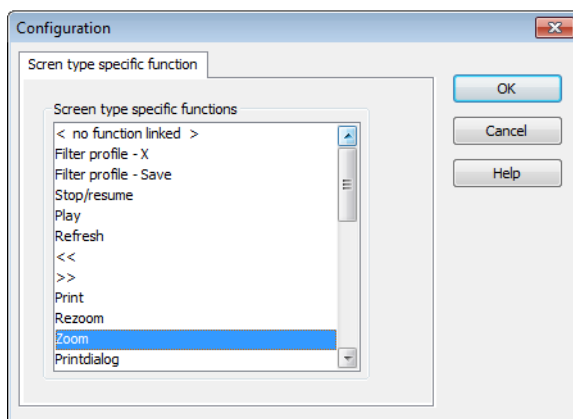 Configuration
Scren type specific function
Screen type specific functions
< no function linked >
Filter profile - X
Filter profile - Save
Stop/resume
Play
Refresh
<<
>>
Print
Rezoom
Zoom
Printdialog
OK
Cancel
Help